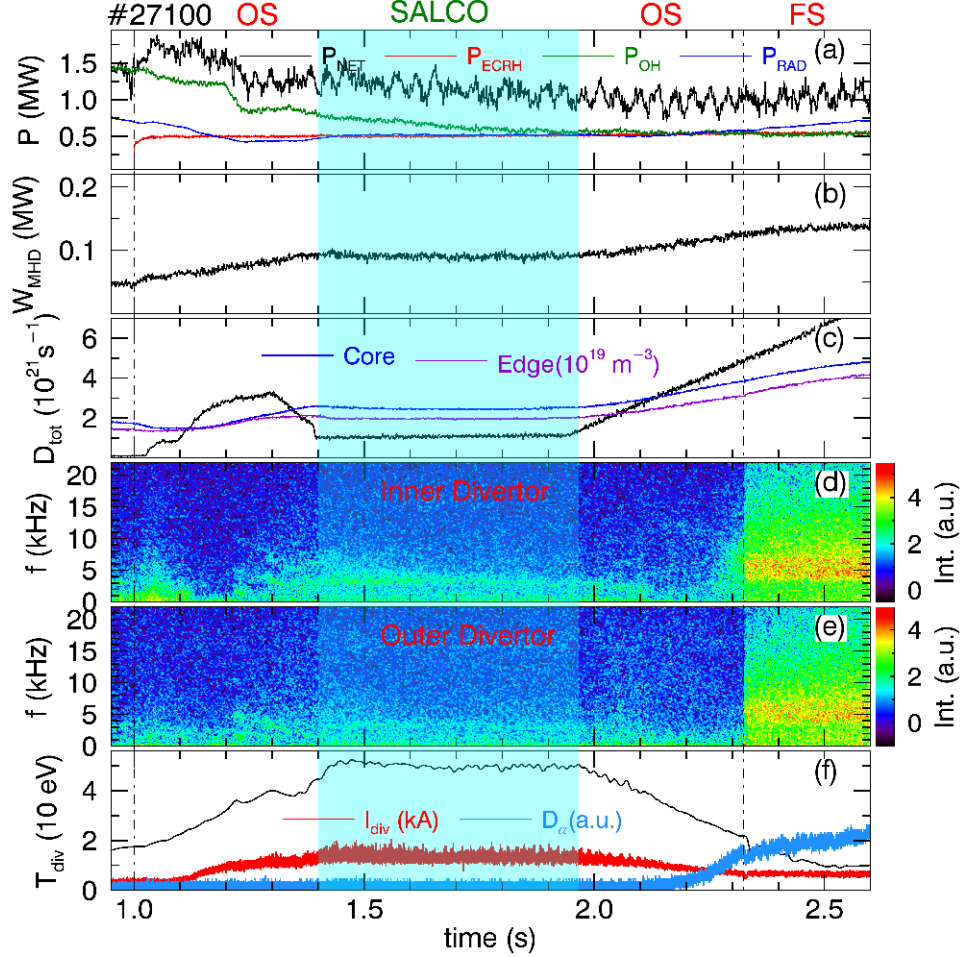 #27100 OS SALCO OS FS
(a)
P_NET P_ECRH P_OH P_RAD
P (MW)
1.5
1.0
0.5
(b)
W_MHD (MW)
0.2
0.1
(c)
Core Edge(10^19 m^−3)
D_tot (10^21 s^−1)
6
4
2
(d)
Inner Divertor
f (kHz)
20
15
10
5
0
Int. (a.u.)
4
2
0
(e)
Outer Divertor
f (kHz)
20
15
10
5
0
Int. (a.u.)
4
2
0
(f)
I_div (kA) D_α(a.u.)
T_div (10 eV)
4
2
0
1.0 1.5 2.0 2.5
time (s)